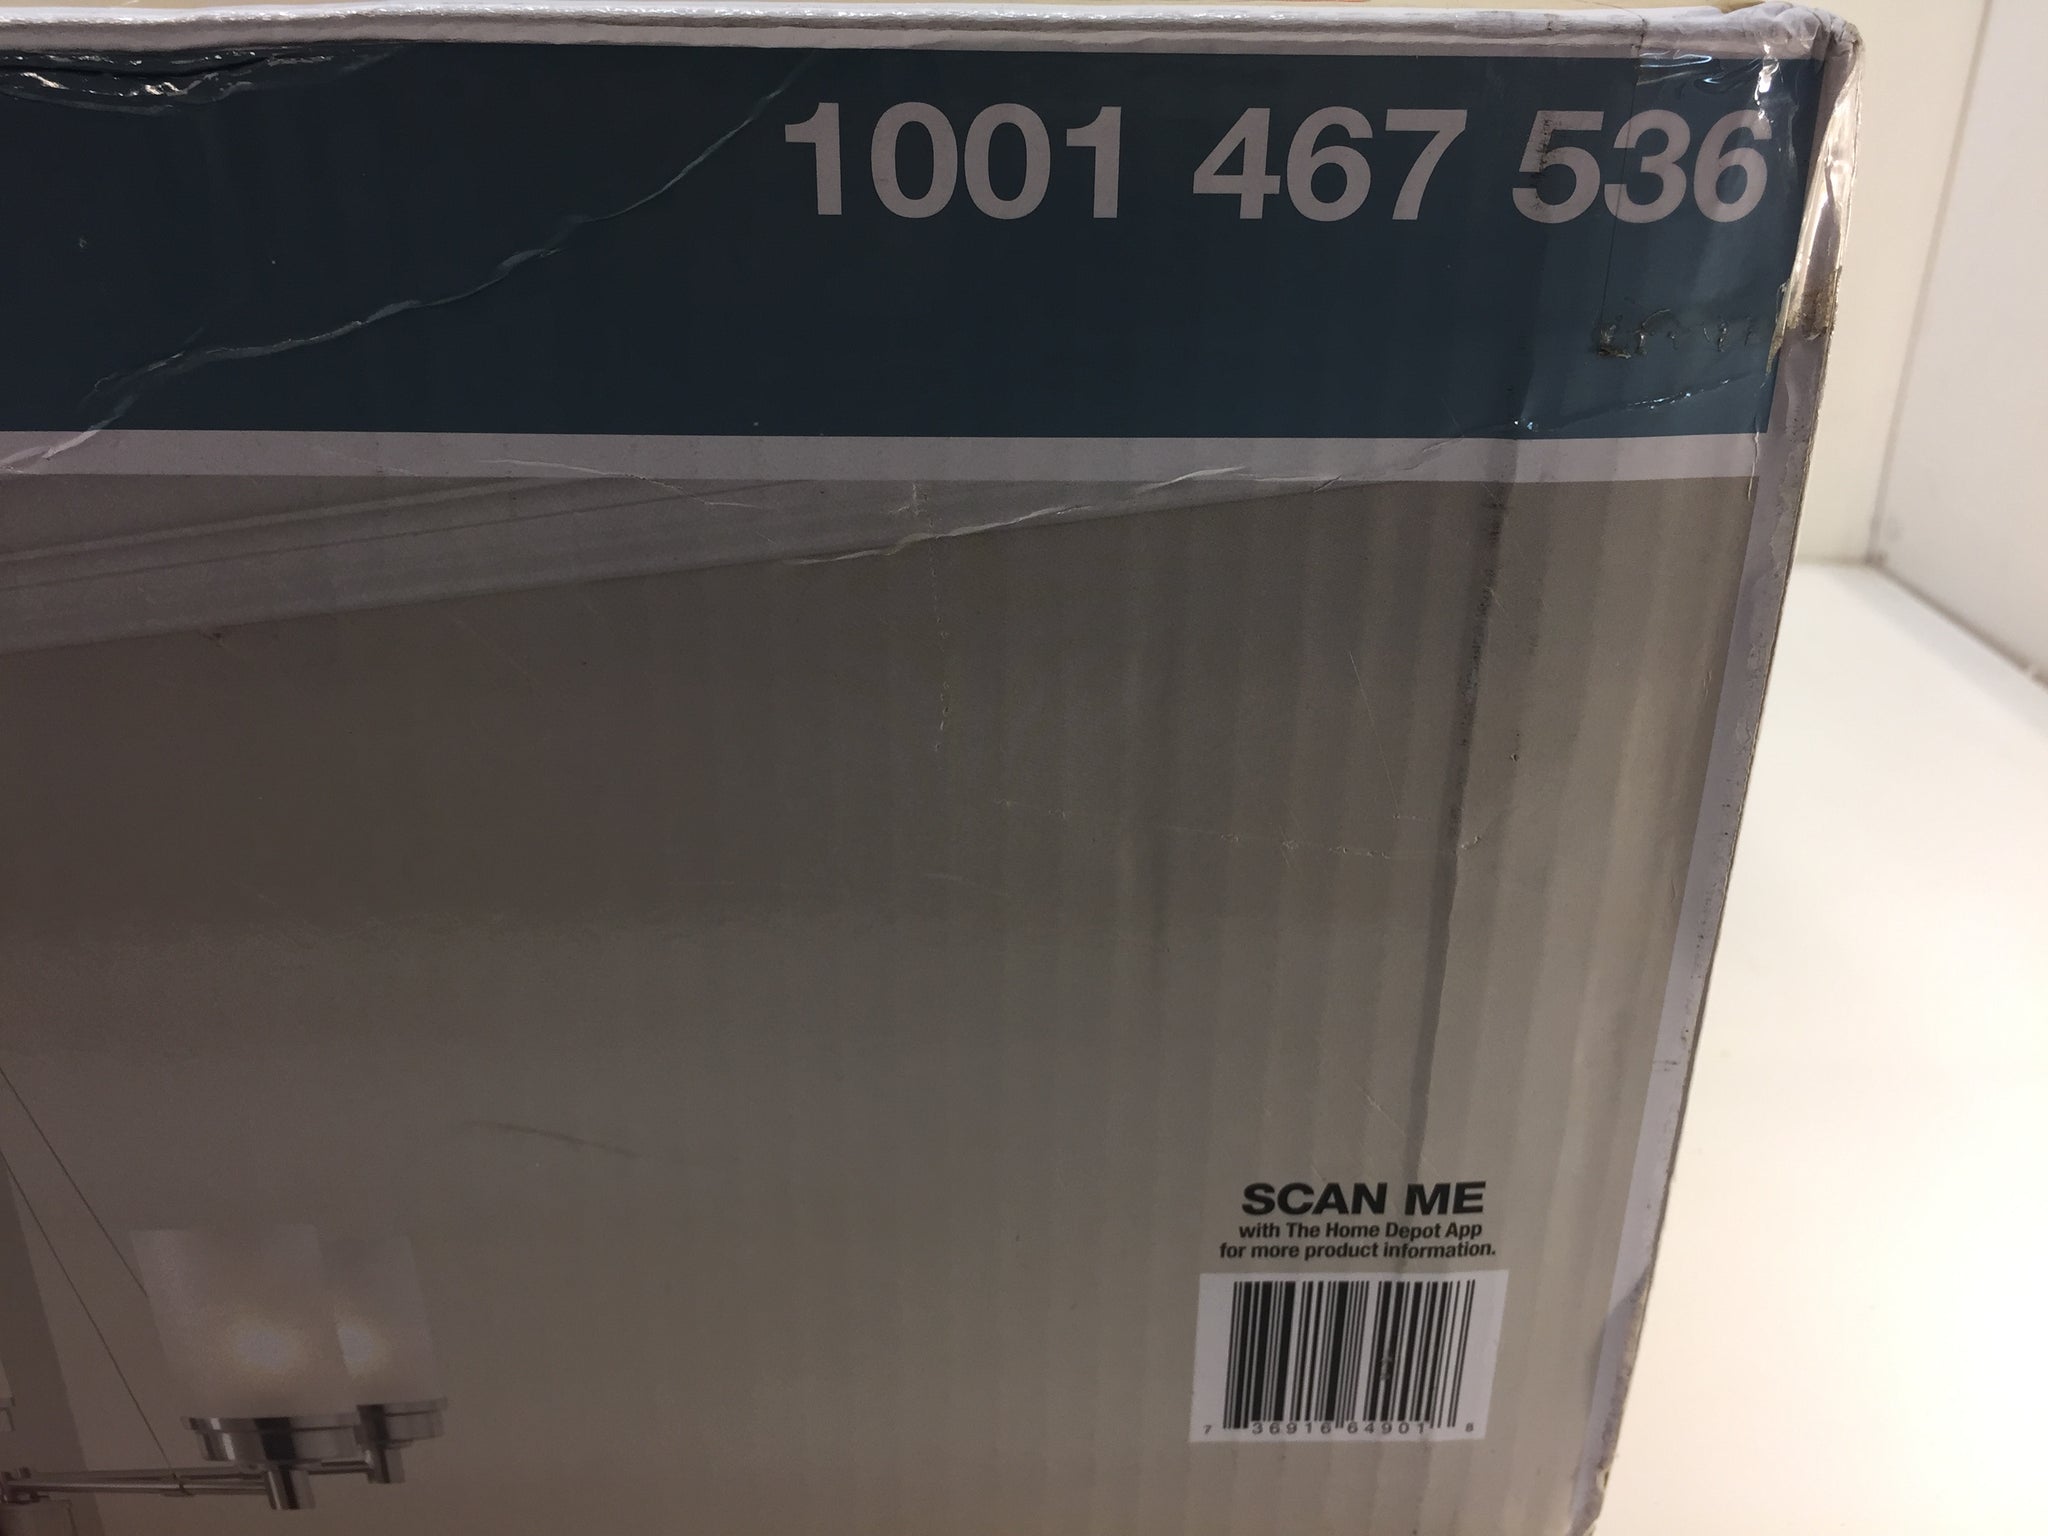 1001 467 536
SCAN ME
with The Home Depot App
for more product information.
7 36916 64901 8